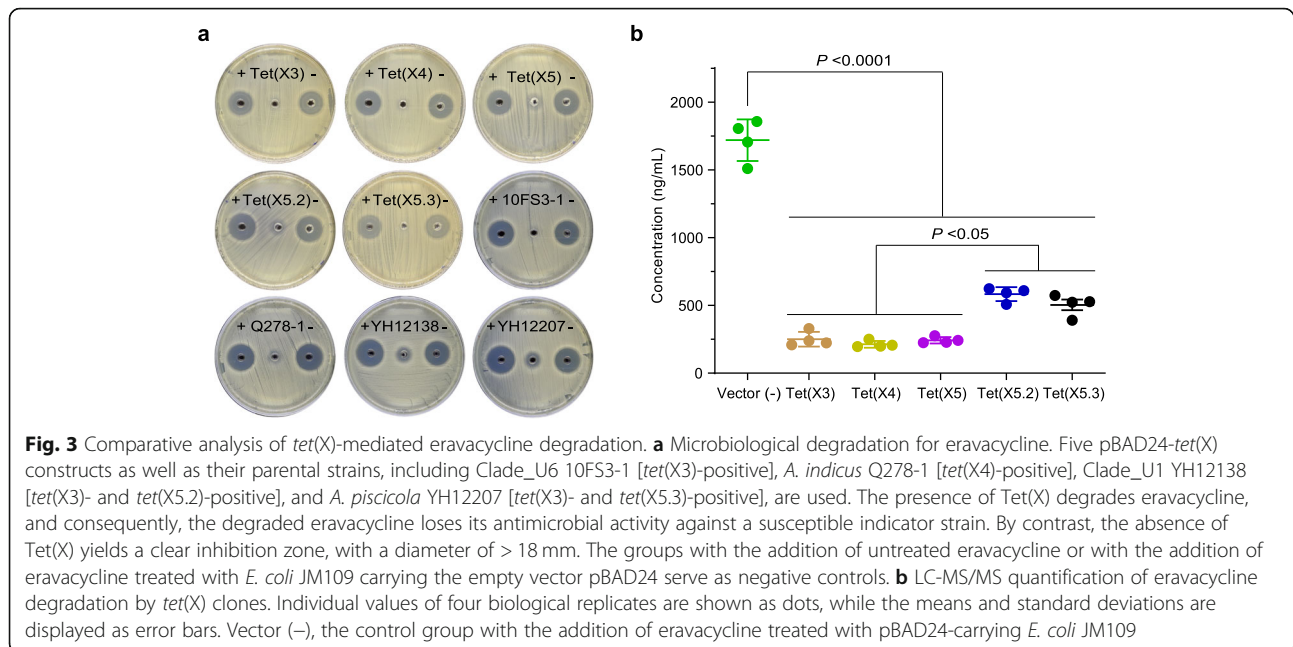 a
b
+ Tet(X3) -
+ Tet(X4) -
+ Tet(X5) -
+ Tet(X5.2) -
+ Tet(X5.3) -
+ 10FS3-1 -
+ Q278-1 -
+ YH12138 -
+ YH12207 -
P <0.0001
P <0.05
Concentration (ng/mL)
2000
1500
1000
500
0
Vector (-) Tet(X3) Tet(X4) Tet(X5) Tet(X5.2) Tet(X5.3)
Fig. 3 Comparative analysis of tet(X)-mediated eravacycline degradation. a Microbiological degradation for eravacycline. Five pBAD24-tet(X)
constructs as well as their parental strains, including Clade_U6 10FS3-1 [tet(X3)-positive], A. indicus Q278-1 [tet(X4)-positive], Clade_U1 YH12138
[tet(X3)- and tet(X5.2)-positive], and A. piscicola YH12207 [tet(X3)- and tet(X5.3)-positive], are used. The presence of Tet(X) degrades eravacycline,
and consequently, the degraded eravacycline loses its antimicrobial activity against a susceptible indicator strain. By contrast, the absence of
Tet(X) yields a clear inhibition zone, with a diameter of > 18 mm. The groups with the addition of untreated eravacycline or with the addition of
eravacycline treated with E. coli JM109 carrying the empty vector pBAD24 serve as negative controls. b LC-MS/MS quantification of eravacycline
degradation by tet(X) clones. Individual values of four biological replicates are shown as dots, while the means and standard deviations are
displayed as error bars. Vector (−), the control group with the addition of eravacycline treated with pBAD24-carrying E. coli JM109